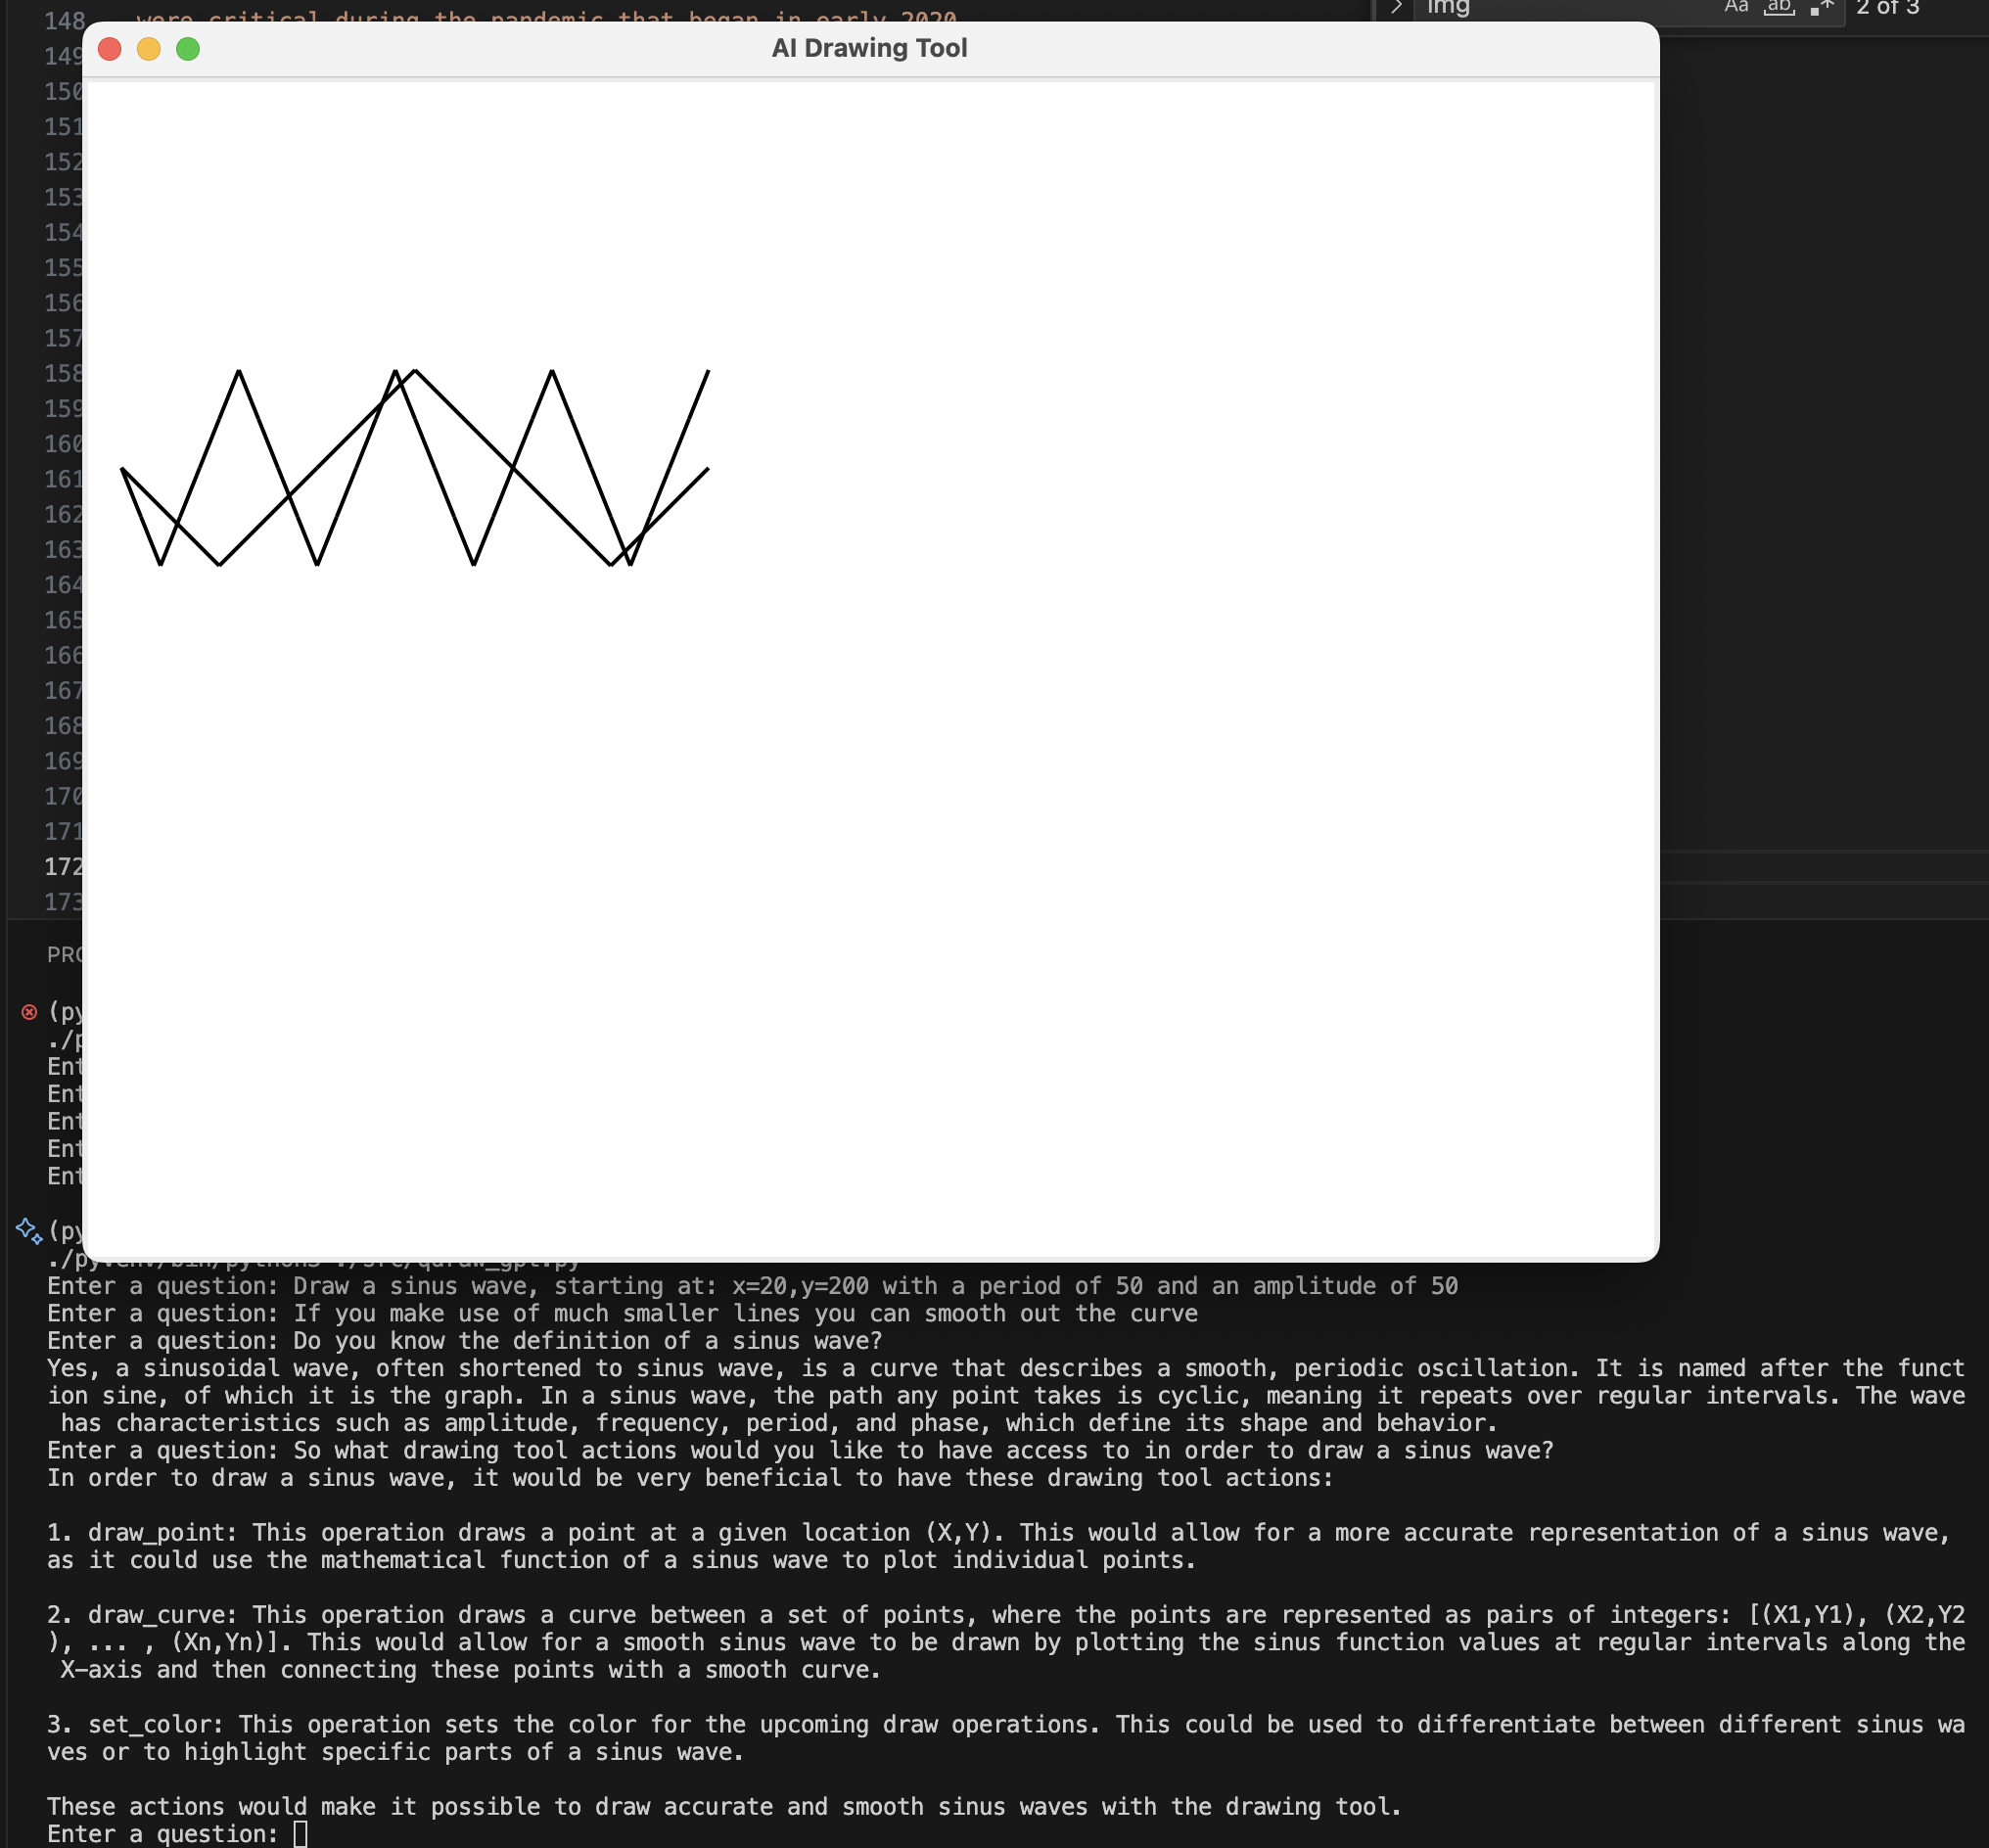 148 were critical during the pandemic that began in early 2020
img Aa ab 2 of 3
AI Drawing Tool
149
150
151
152
153
154
155
156
157
158
159
160
161
162
163
164
165
166
167
168
169
170
171
172
173
PRO
(py
./p
Ent
Ent
Ent
Ent
Ent
(py
./pyvenv/bin/python3 ./src/qdraw_gpt.py
Enter a question: Draw a sinus wave, starting at: x=20,y=200 with a period of 50 and an amplitude of 50
Enter a question: If you make use of much smaller lines you can smooth out the curve
Enter a question: Do you know the definition of a sinus wave?
Yes, a sinusoidal wave, often shortened to sinus wave, is a curve that describes a smooth, periodic oscillation. It is named after the funct
ion sine, of which it is the graph. In a sinus wave, the path any point takes is cyclic, meaning it repeats over regular intervals. The wave
has characteristics such as amplitude, frequency, period, and phase, which define its shape and behavior.
Enter a question: So what drawing tool actions would you like to have access to in order to draw a sinus wave?
In order to draw a sinus wave, it would be very beneficial to have these drawing tool actions:
1. draw_point: This operation draws a point at a given location (X,Y). This would allow for a more accurate representation of a sinus wave,
as it could use the mathematical function of a sinus wave to plot individual points.
2. draw_curve: This operation draws a curve between a set of points, where the points are represented as pairs of integers: [(X1,Y1), (X2,Y2
), ... , (Xn,Yn)]. This would allow for a smooth sinus wave to be drawn by plotting the sinus function values at regular intervals along the
X-axis and then connecting these points with a smooth curve.
3. set_color: This operation sets the color for the upcoming draw operations. This could be used to differentiate between different sinus wa
ves or to highlight specific parts of a sinus wave.
These actions would make it possible to draw accurate and smooth sinus waves with the drawing tool.
Enter a question: